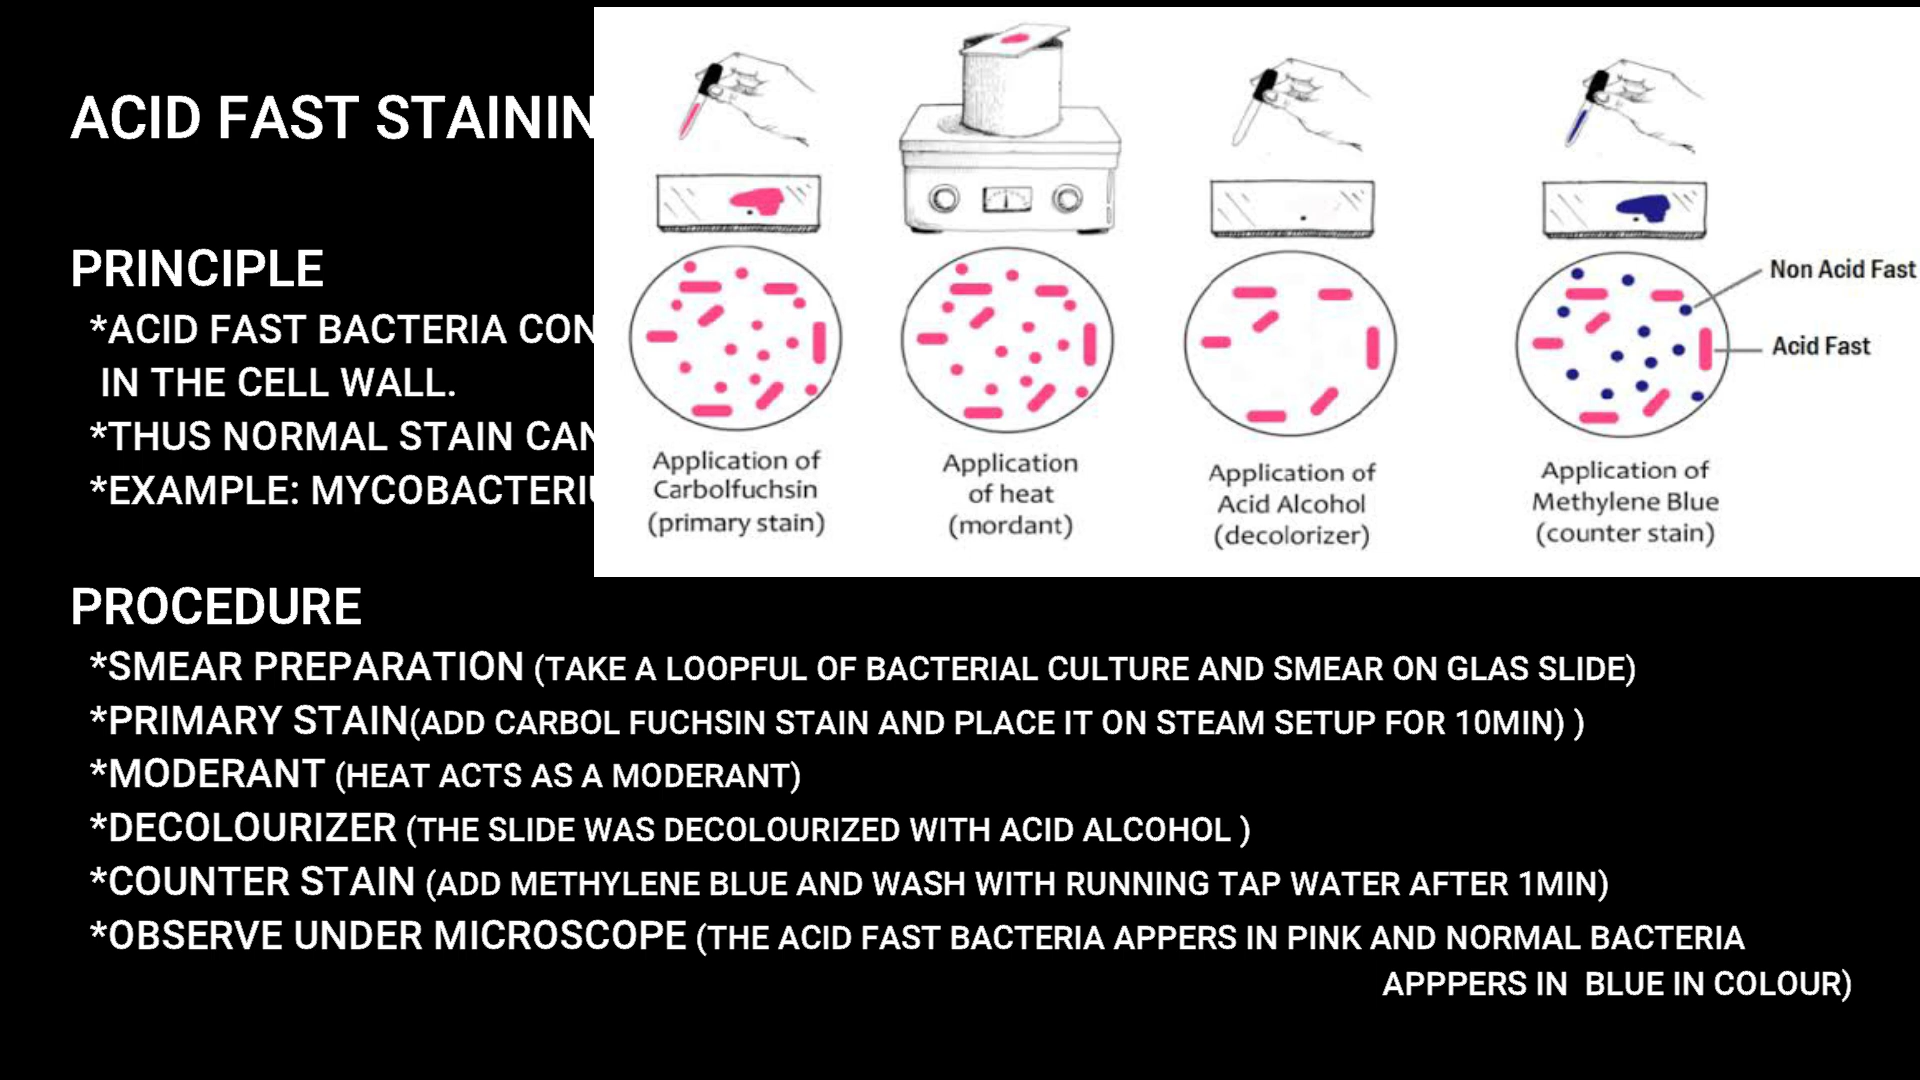 ACID FAST STAININ
PRINCIPLE
*ACID FAST BACTERIA CON
IN THE CELL WALL.
*THUS NORMAL STAIN CAN
*EXAMPLE: MYCOBACTERIU
Non Acid Fast
Acid Fast
Application of
Carbolfuchsin
(primary stain)
Application
of heat
(mordant)
Application of
Acid Alcohol
(decolorizer)
Application of
Methylene Blue
(counter stain)
PROCEDURE
*SMEAR PREPARATION (TAKE A LOOPFUL OF BACTERIAL CULTURE AND SMEAR ON GLAS SLIDE)
*PRIMARY STAIN(ADD CARBOL FUCHSIN STAIN AND PLACE IT ON STEAM SETUP FOR 10MIN) )
*MODERANT (HEAT ACTS AS A MODERANT)
*DECOLOURIZER (THE SLIDE WAS DECOLOURIZED WITH ACID ALCOHOL )
*COUNTER STAIN (ADD METHYLENE BLUE AND WASH WITH RUNNING TAP WATER AFTER 1MIN)
*OBSERVE UNDER MICROSCOPE (THE ACID FAST BACTERIA APPERS IN PINK AND NORMAL BACTERIA
APPPERS IN BLUE IN COLOUR)